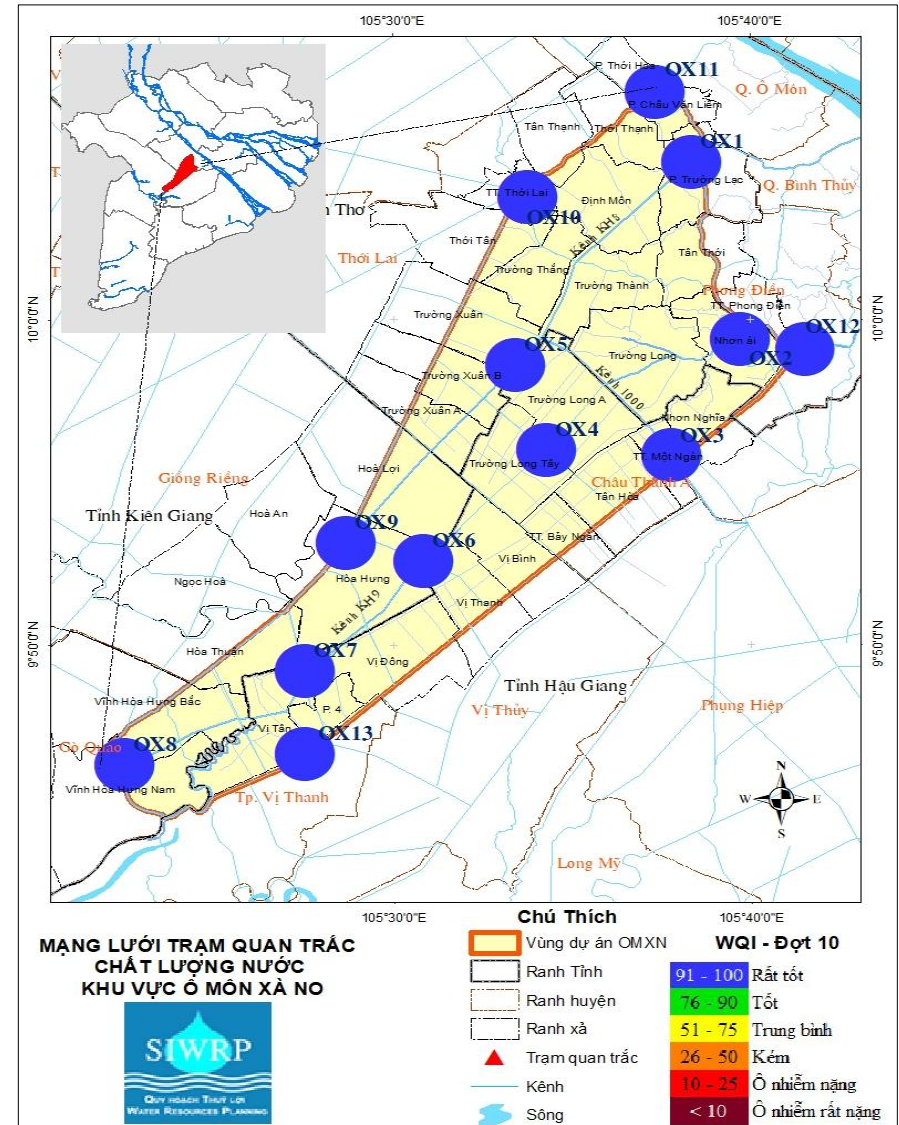 105°30'0"E
105°40'0"E
P. Thới Hòa
OX11
Q. Ô Môn
P. Châu Văn Liêm
Tân Thạnh
Thới Thạnh
OX1
P. Trường Lạc
Q. Bình Thủy
TT. Thới Lai
Định Môn
OX10
Kênh KH8
n Thơ
Thới Tân
Tân Thới
Thới Lai
Trường Thắng
Trường Thành
Phong Điền
TT. Phong Điền
10°0'0"N
10°0'0"N
Trường Xuân
OX12
Nhơn ái
OX5
OX2
Trường Long
Trường Xuân B
Kênh 1000
Trường Long A
Trường Xuân A
Nhơn Nghĩa
OX4
OX3
TT. Một Ngàn
Hoà Lợi
Trường Long Tây
Giồng Riềng
Châu Thành A
Tân Hòa
Tỉnh Kiên Giang
Hoà An
OX9
OX6
TT. Bảy Ngàn
Vị Bình
Ngọc Hoà
Hòa Hưng
Kênh KH9
Vị Thanh
9°50'0"N
9°50'0"N
Hòa Thuận
OX7
Vị Đông
Tỉnh Hậu Giang
Vĩnh Hòa Hưng Bắc
P. 4
Vị Thủy
Phụng Hiệp
Vị Tân
OX13
Gò Quao
OX8
N
Vĩnh Hòa Hưng Nam
Tp. Vị Thanh
W
E
S
Long Mỹ
105°30'0"E
105°40'0"E
MẠNG LƯỚI TRẠM QUAN TRẮC
CHẤT LƯỢNG NƯỚC
KHU VỰC Ô MÔN XÀ NO
SIWRP
QUY HOẠCH THUỶ LỢI
WATER RESOURCES PLANNING
Chú Thích
Vùng dự án OMXN
Ranh Tỉnh
Ranh huyện
Ranh xả
Trạm quan trắc
Kênh
Sông
WQI - Đợt 10
91 - 100 Rất tốt
76 - 90 Tốt
51 - 75 Trung bình
26 - 50 Kém
10 - 25 Ô nhiễm nặng
< 10 Ô nhiễm rất nặng